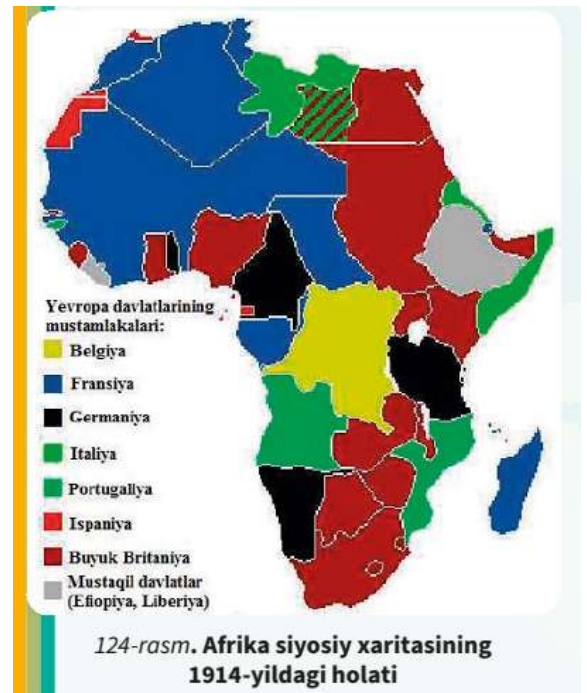 Yevropa davlatlarining
mustamlakalari:
Belgiya
Fransiya
Germaniya
Italiya
Portugaliya
Ispaniya
Buyuk Britaniya
Mustaqil davlatlar
(Efiopiya, Liberiya)
124-rasm. Afrika siyosiy xaritasining
1914-yildagi holati